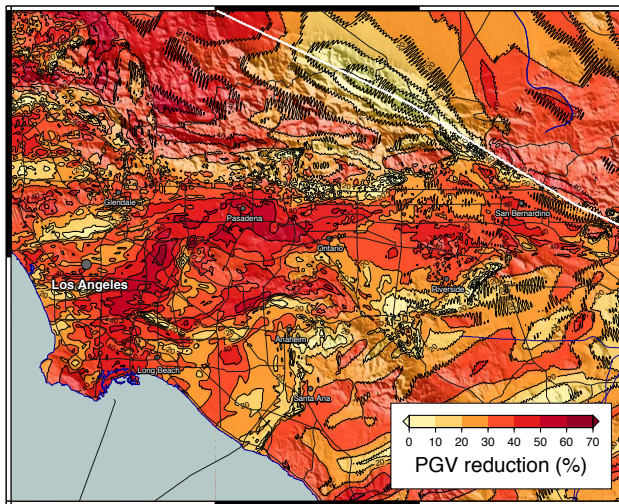 Glendale
Pasadena
San Bernardino
Ontario
Los Angeles
Riverside
Anaheim
Long Beach
Santa Ana
0 10 20 30 40 50 60 70
PGV reduction (%)